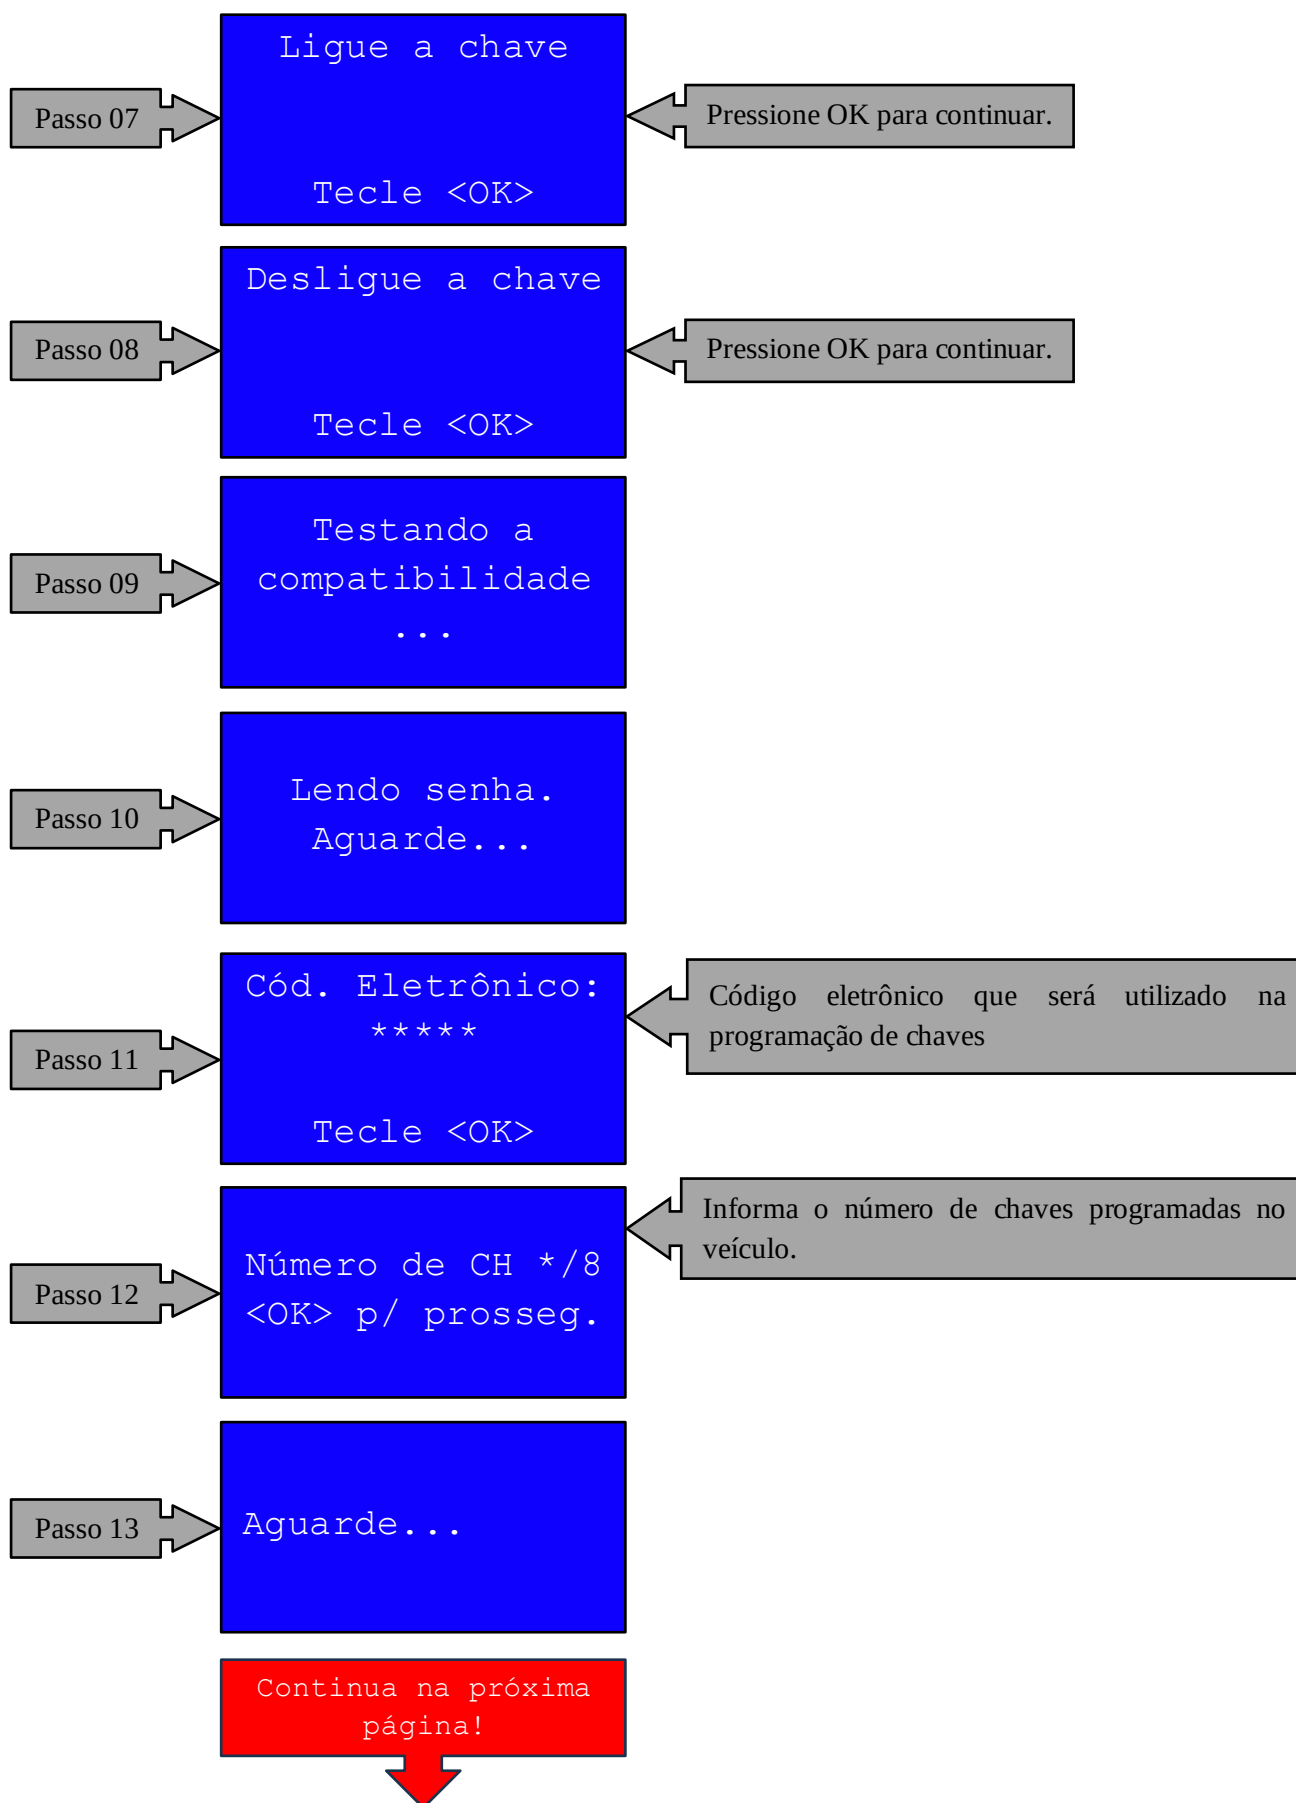 Ligue a chave
Passo 07
Pressione OK para continuar.
Tecle <OK>
Desligue a chave
Passo 08
Pressione OK para continuar.
Tecle <OK>
Testando a
Passo 09
compatibilidade
...
Passo 10
Lendo senha.
Aguarde...
Cód. Eletrônico:
*****
Passo 11
Código eletrônico que será utilizado na
programação de chaves
Tecle <OK>
Informa o número de chaves programadas no
veículo.
Passo 12
Número de CH */8
<OK> p/ prosseg.
Passo 13
Aguarde...
Continua na próxima
página!